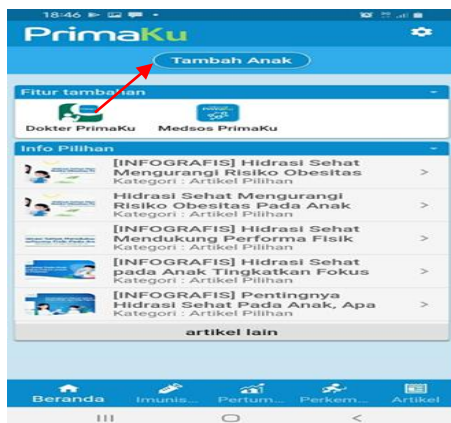 18:46
PrimaKu
Tambah Anak
Fitur tambahan
Dokter PrimaKu Medsos PrimaKu
Info Pilihan
[INFOGRAFIS] Hidrasi Sehat
Mengurangi Risiko Obesitas
Kategori : Artikel Pilihan
Hidrasi Sehat Mengurangi
Risiko Obesitas Pada Anak
Kategori : Artikel Pilihan
[INFOGRAFIS] Hidrasi Sehat
Mendukung Performa Fisik
Kategori : Artikel Pilihan
[INFOGRAFIS] Hidrasi Sehat
pada Anak Tingkatkan Fokus
Kategori : Artikel Pilihan
[INFOGRAFIS] Pentingnya
Hidrasi Sehat Pada Anak, Apa
Kategori : Artikel Pilihan
artikel lain
Beranda Imunis... Pertum... Perkem... Artikel